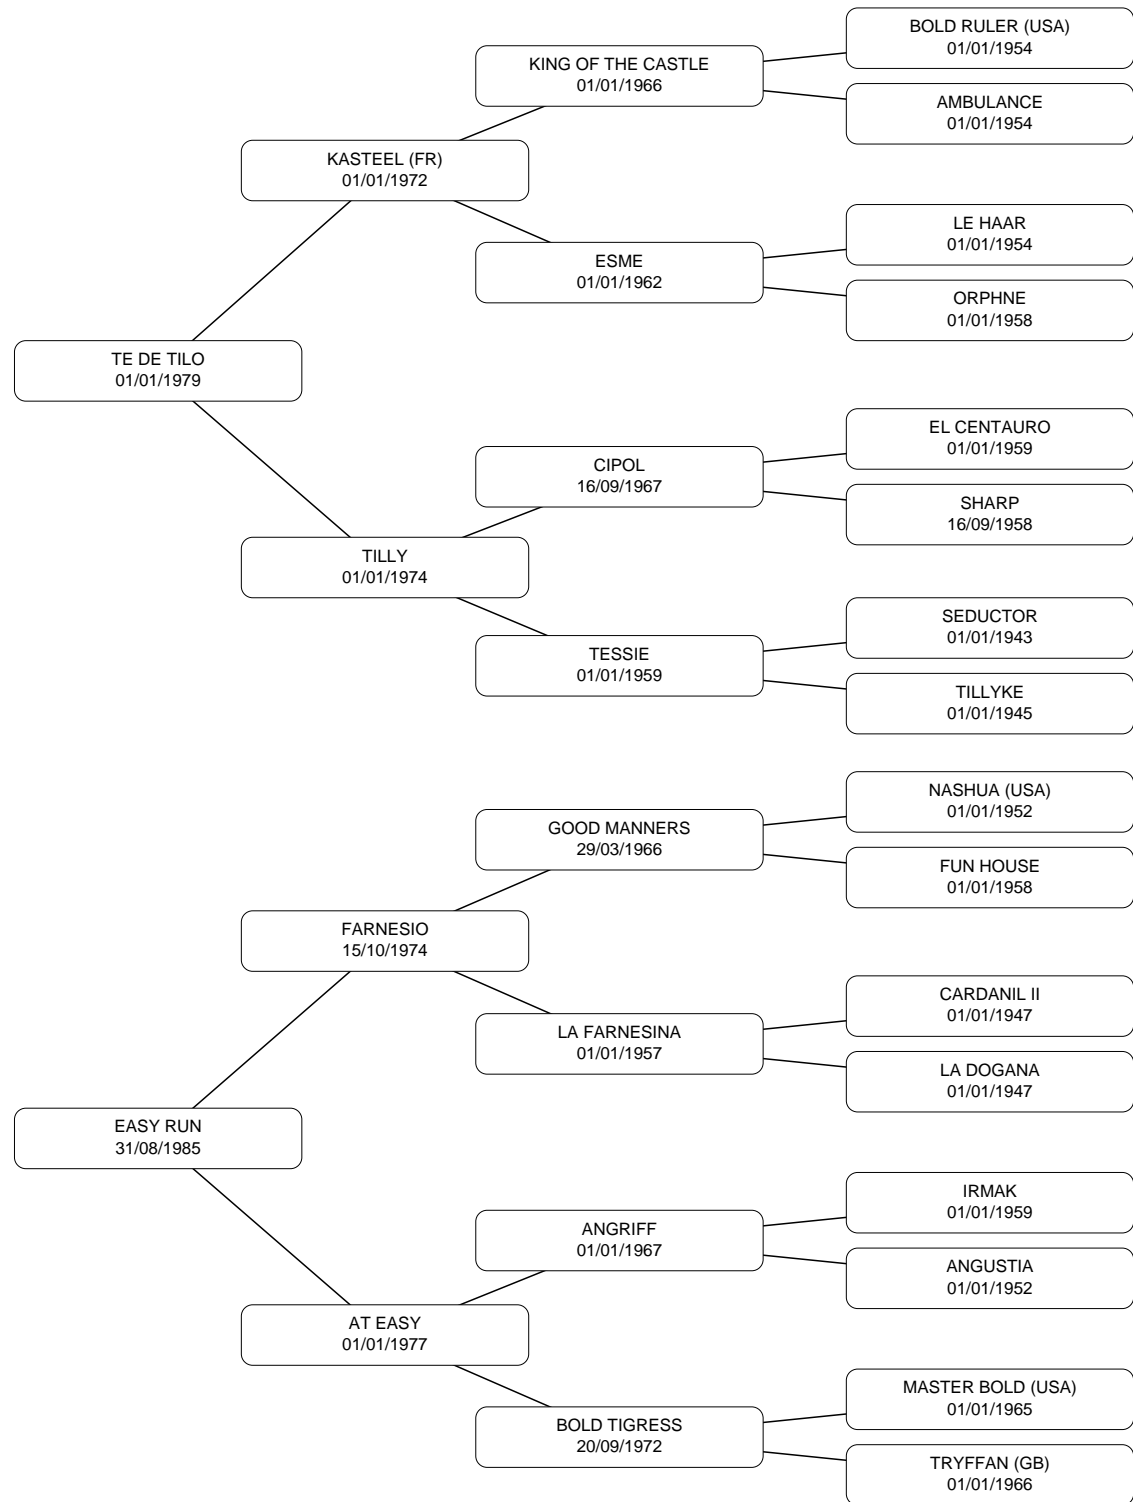 BOLD RULER (USA)
01/01/1954
KING OF THE CASTLE
01/01/1966
AMBULANCE
01/01/1954
KASTEEL (FR)
01/01/1972
LE HAAR
01/01/1954
ESME
01/01/1962
ORPHNE
01/01/1958
TE DE TILO
01/01/1979
EL CENTAURO
01/01/1959
CIPOL
16/09/1967
SHARP
16/09/1958
TILLY
01/01/1974
SEDUCTOR
01/01/1943
TESSIE
01/01/1959
TILLYKE
01/01/1945
NASHUA (USA)
01/01/1952
GOOD MANNERS
29/03/1966
FUN HOUSE
01/01/1958
FARNESIO
15/10/1974
CARDANIL II
01/01/1947
LA FARNESINA
01/01/1957
LA DOGANA
01/01/1947
EASY RUN
31/08/1985
IRMAK
01/01/1959
ANGRIFF
01/01/1967
ANGUSTIA
01/01/1952
AT EASY
01/01/1977
MASTER BOLD (USA)
01/01/1965
BOLD TIGRESS
20/09/1972
TRYFFAN (GB)
01/01/1966